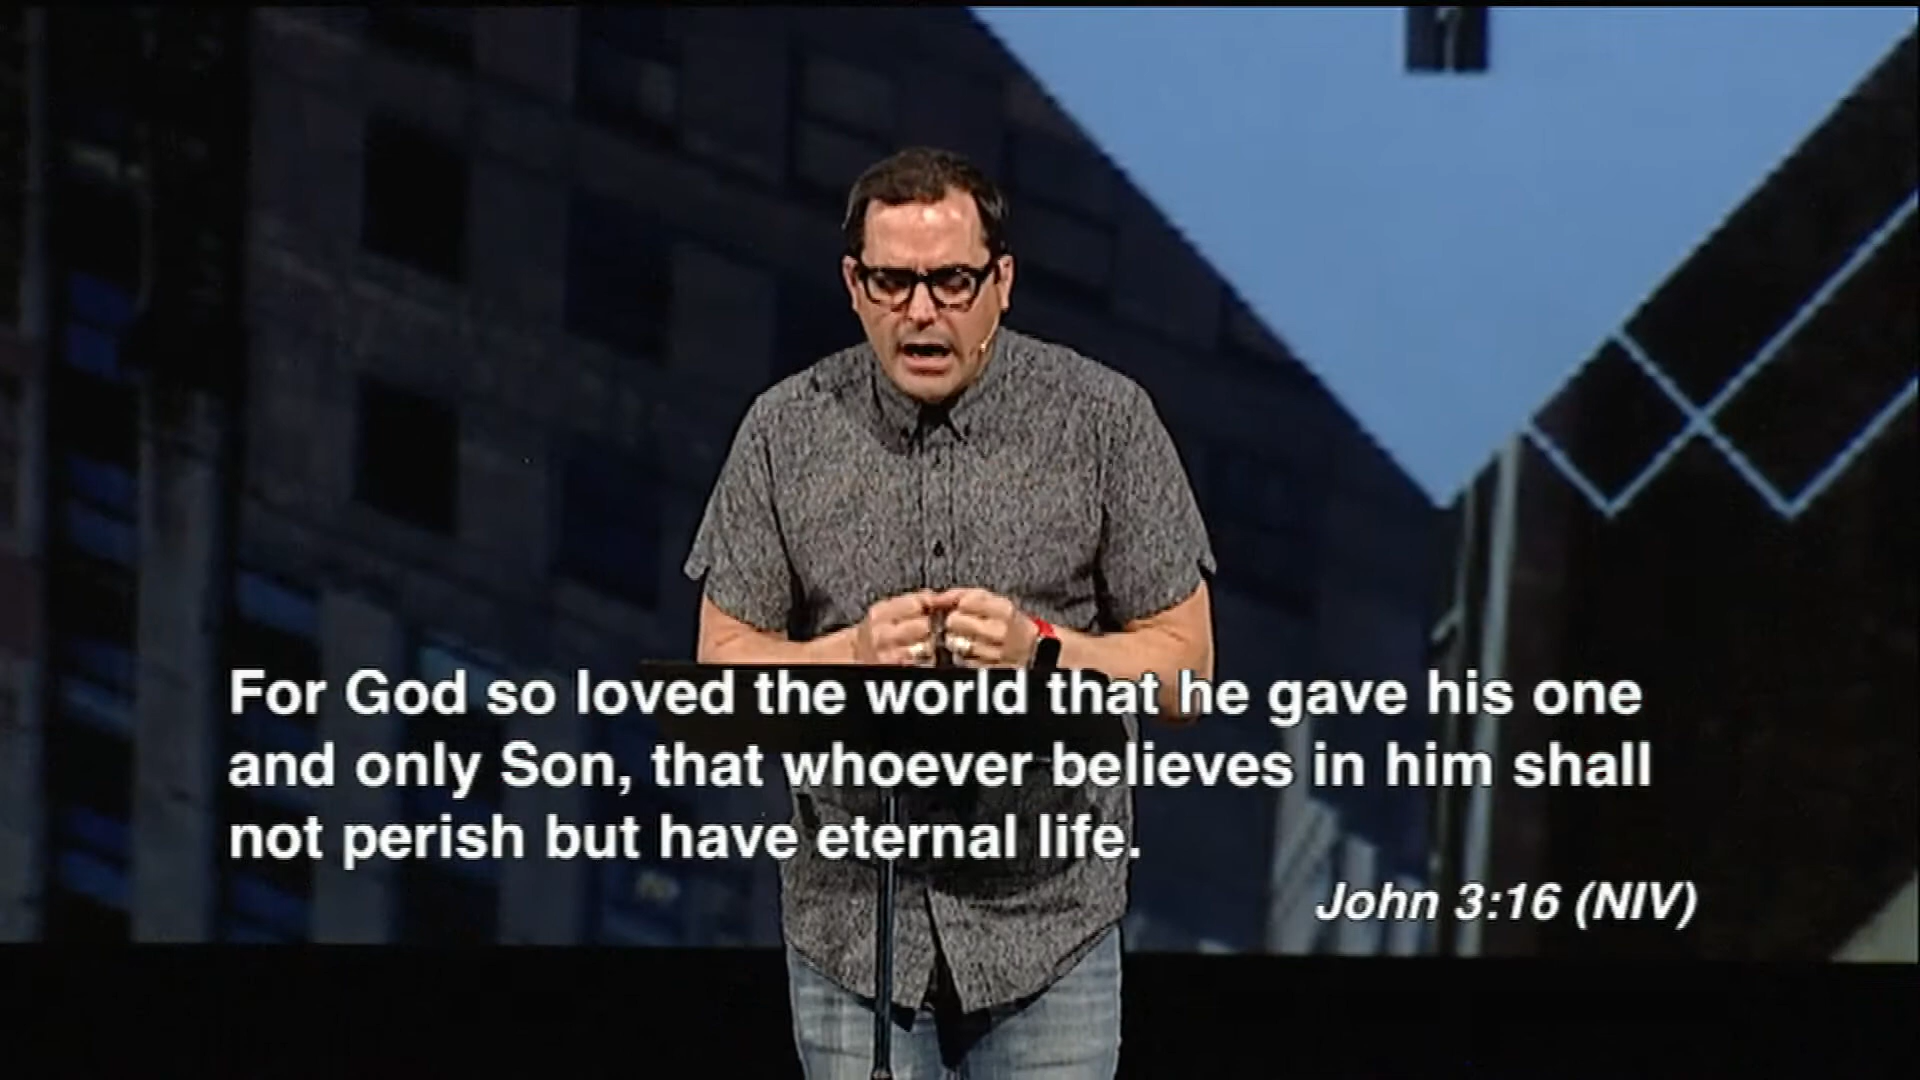 For God so loved the world that he gave his one
and only Son, that whoever believes in him shall
not perish but have eternal life.
John 3:16 (NIV)